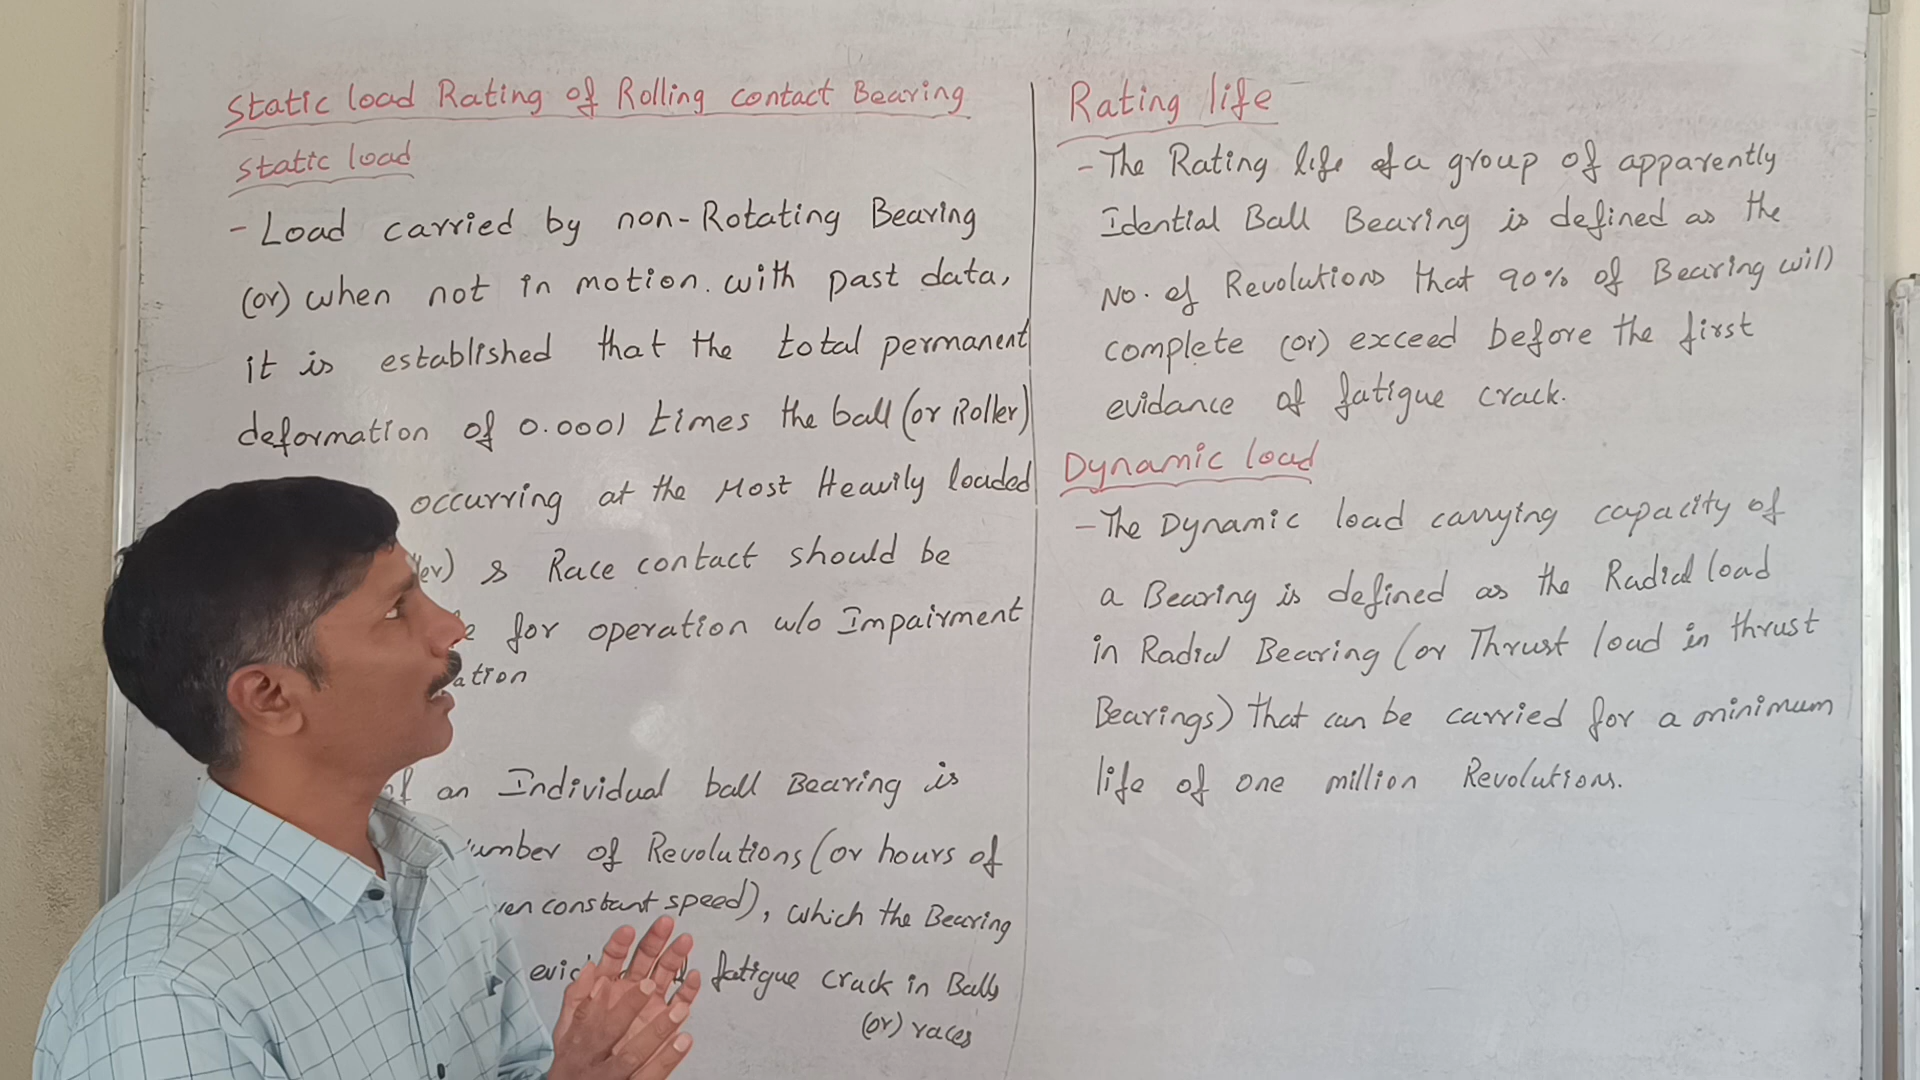 Static load Rating of Rolling contact Bearing
static load
- Load carried by non-Rotating Bearing
(or) when not in motion. with past data,
it is established that the total permanent
deformation of 0.0001 times the ball (or Roller)
occurring at the Most Heavily loaded
& Race contact should be
for operation w/o Impairment
of an Individual ball Bearing is
number of Revolutions (or hours of
constant speed), which the Bearing
fatigue crack in Balls
(or) races
Rating life
- The Rating life of a group of apparently
Idential Ball Bearing is defined as the
No. of Revolutions that 90% of Bearing will
complete (or) exceed before the first
evidance of fatigue crack.
Dynamic load
- The Dynamic load carrying capacity of
a Bearing is defined as the Radial load
in Radial Bearing (or Thrust load in thrust
Bearings) that can be carried for a minimum
life of one million Revolutions.